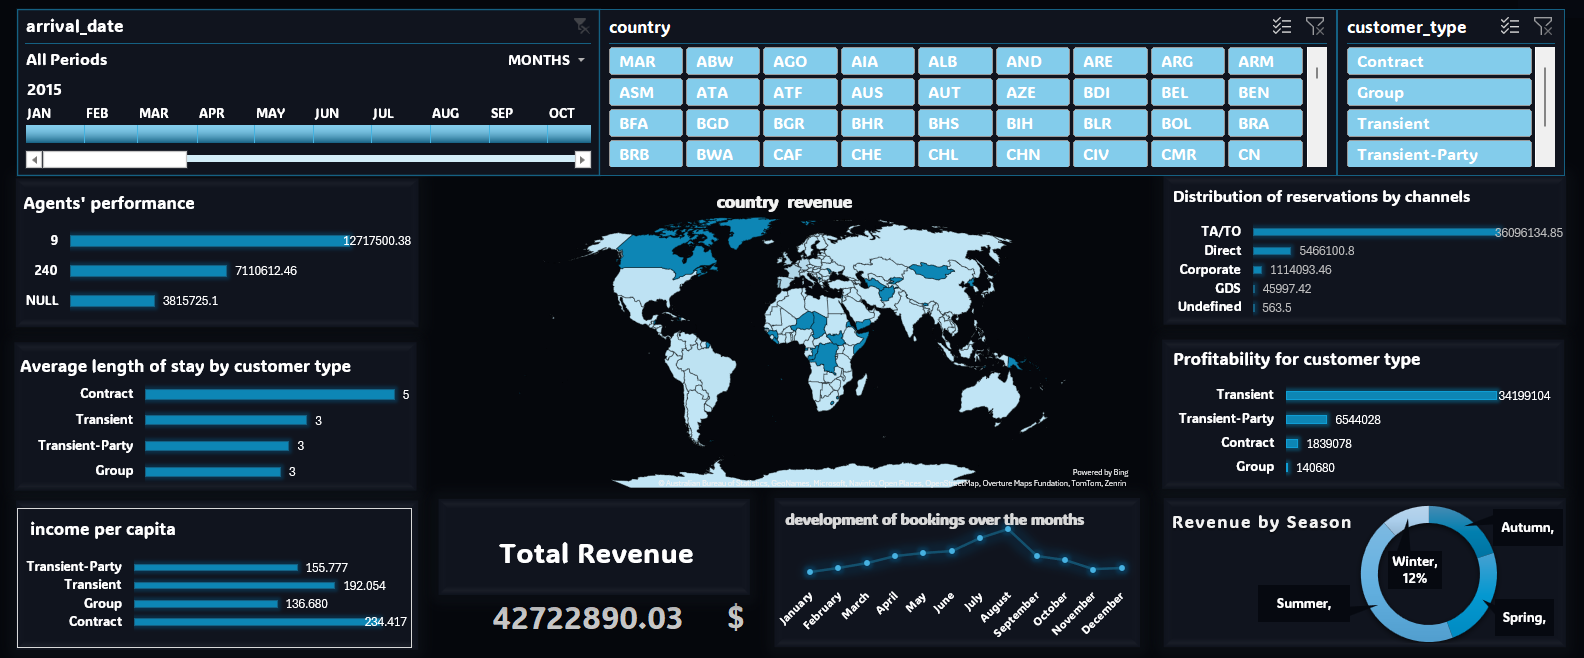 arrival_date
All Periods
MONTHS
2015
JAN FEB MAR APR MAY JUN JUL AUG SEP OCT
country
MAR ABW AGO AIA ALB AND ARE ARG ARM
ASM ATA ATF AUS AUT AZE BDI BEL BEN
BFA BGD BGR BHR BHS BIH BLR BOL BRA
BRB BWA CAF CHE CHL CHN CIV CMR CN
customer_type
Contract
Group
Transient
Transient-Party
Agents' performance
9 12717500.38
240 7110612.46
NULL 3815725.1
Average length of stay by customer type
Contract 5
Transient 3
Transient-Party 3
Group 3
income per capita
Transient-Party 155.777
Transient 192.054
Group 136.680
Contract 234.417
country revenue
Powered by Bing
© Australian Bureau of Statistics, GeoNames, Microsoft, Navinfo, Open Places, OpenStreetMap, Overture Maps Fundation, TomTom, Zenrin
Total Revenue
42722890.03 $
development of bookings over the months
January February March April May June July August September October November December
Distribution of reservations by channels
TA/TO 36096134.85
Direct 5466100.8
Corporate 1114093.46
GDS 45997.42
Undefined 563.5
Profitability for customer type
Transient 34199104
Transient-Party 6544028
Contract 1839078
Group 140680
Revenue by Season
Autumn,
Winter,
12%
Summer,
Spring,